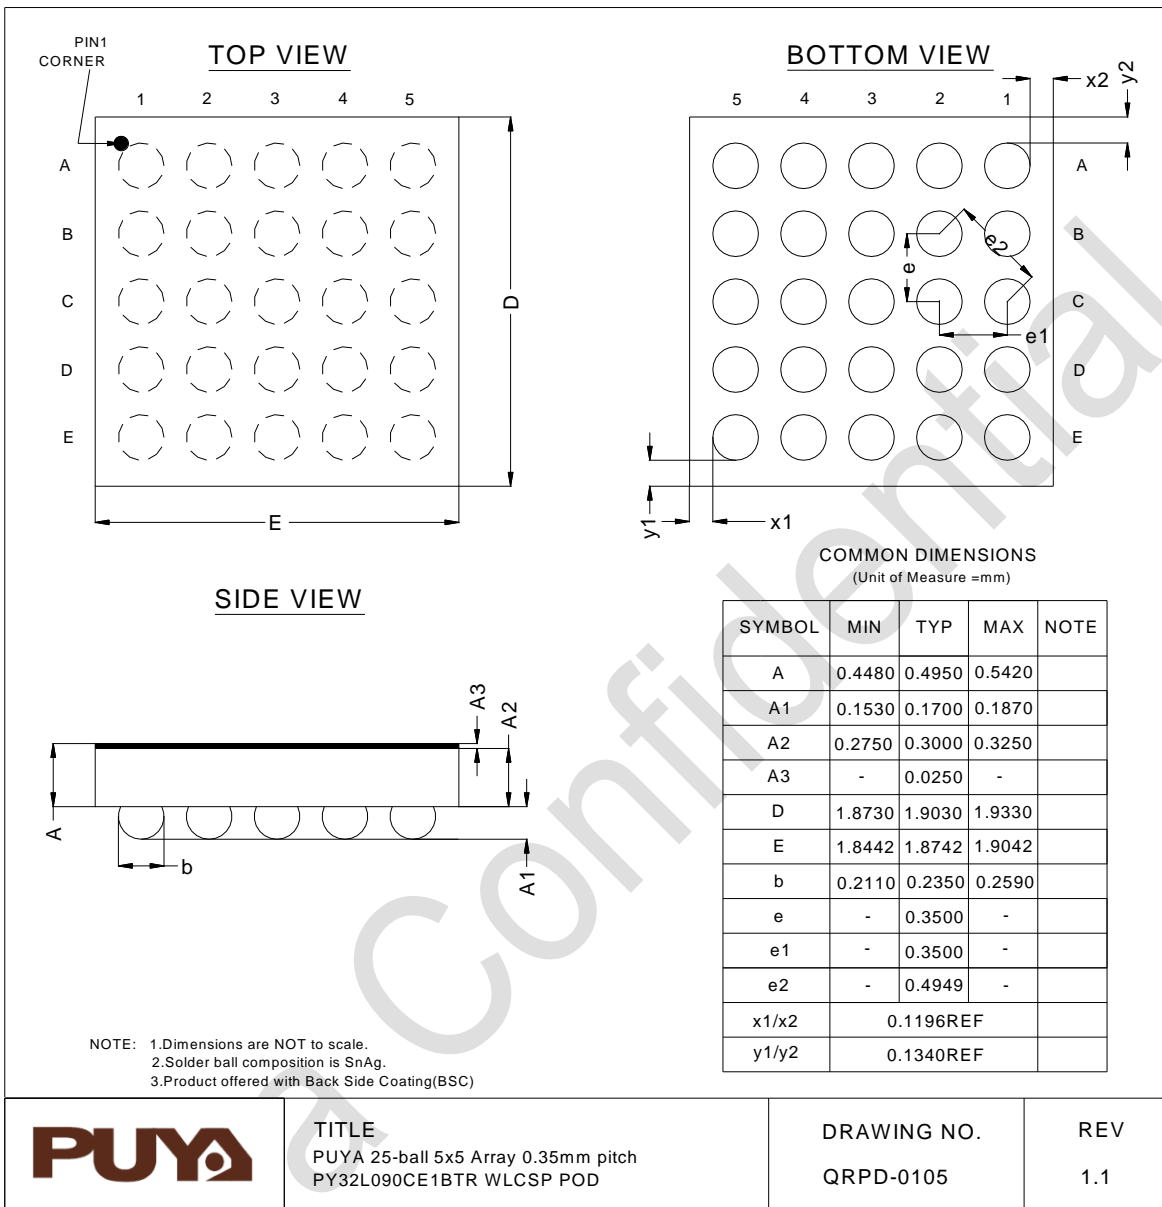 PIN1
CORNER
TOP VIEW
1 2 3 4 5
A
B
C
D
E
D
E
BOTTOM VIEW
x2
y2
5 4 3 2 1
A
B
C
D
E
e2
e
e1
y1
x1
SIDE VIEW
A3
A2
A
b
A1
COMMON DIMENSIONS
(Unit of Measure =mm)
SYMBOL MIN TYP MAX NOTE
A 0.4480 0.4950 0.5420
A1 0.1530 0.1700 0.1870
A2 0.2750 0.3000 0.3250
A3 - 0.0250 -
D 1.8730 1.9030 1.9330
E 1.8442 1.8742 1.9042
b 0.2110 0.2350 0.2590
e - 0.3500 -
e1 - 0.3500 -
e2 - 0.4949 -
x1/x2 0.1196REF
y1/y2 0.1340REF
NOTE: 1.Dimensions are NOT to scale.
2.Solder ball composition is SnAg.
3.Product offered with Back Side Coating(BSC)
a Confidential
PUYA
TITLE
PUYA 25-ball 5x5 Array 0.35mm pitch
PY32L090CE1BTR WLCSP POD
DRAWING NO.
QRPD-0105
REV
1.1